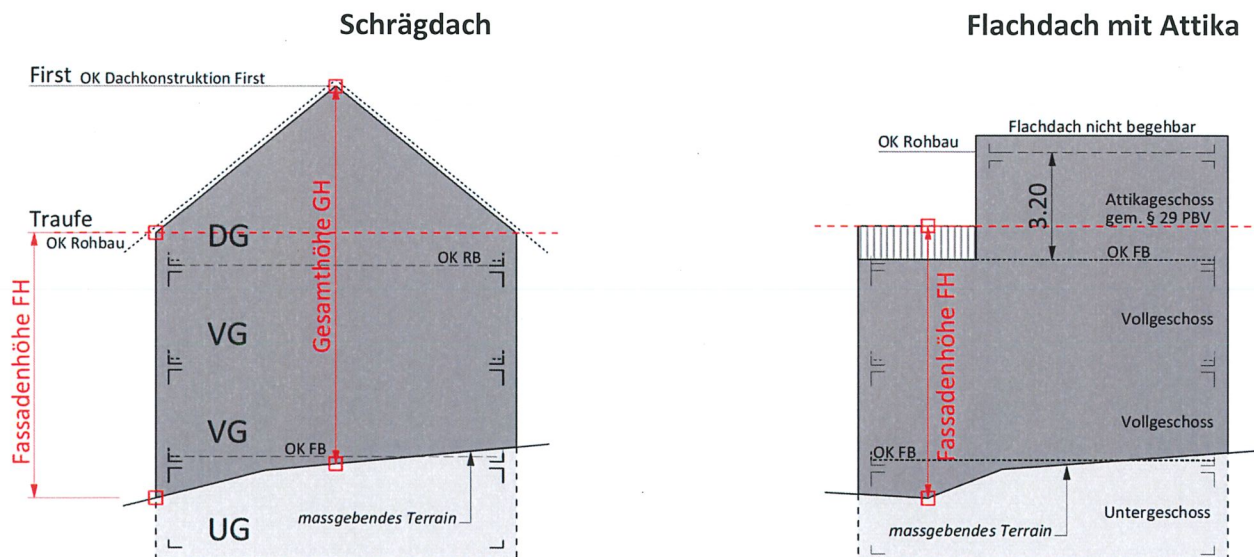 Schrägdach
First OK Dachkonstruktion First
Traufe
OK Rohbau
DG
OK RB
VG
VG
OK FB
UG
massgebendes Terrain
Fassadenhöhe FH
Gesamthöhe GH
Flachdach mit Attika
Flachdach nicht begehbar
OK Rohbau
3.20
Attikageschoss
gem. § 29 PBV
OK FB
Fassadenhöhe FH
Vollgeschoss
Vollgeschoss
OK FB
massgebendes Terrain
Untergeschoss